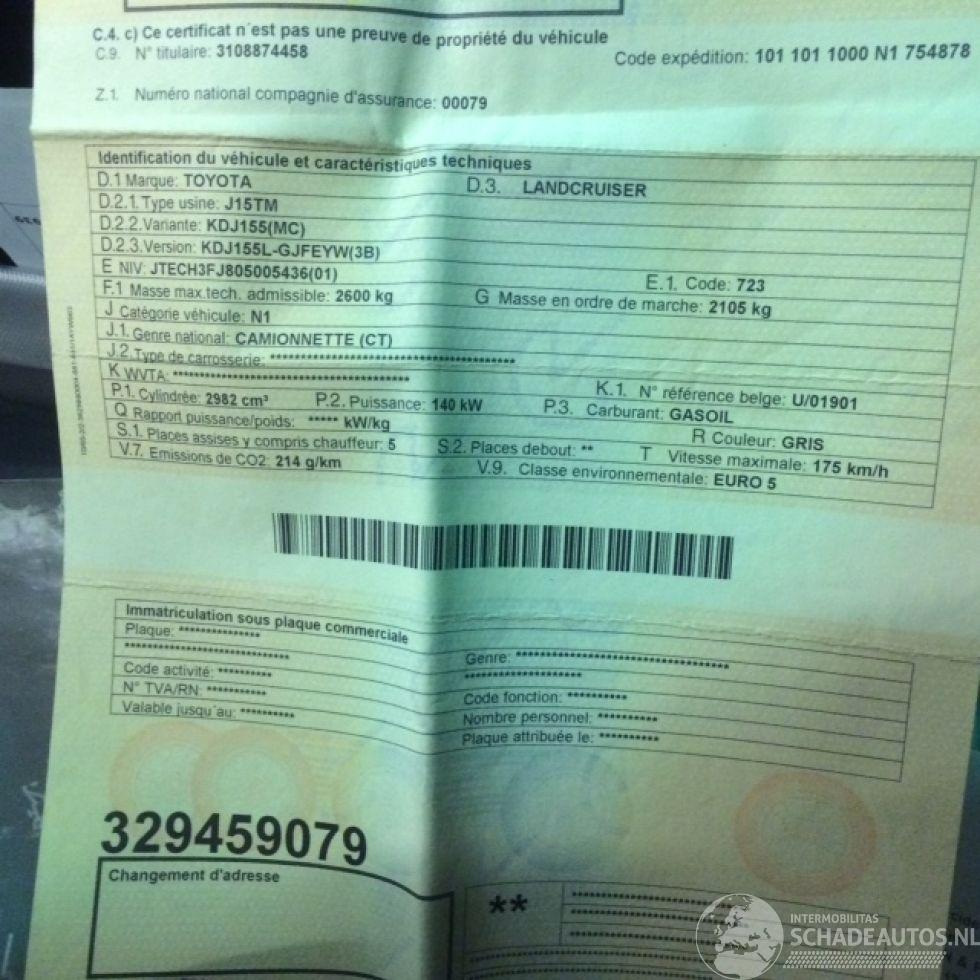 C.4. c) Ce certificat n´est pas une preuve de propriété du véhicule
C.9. N° titulaire: 3108874458
Code expédition: 101 101 1000 N1 754878
Z.1. Numéro national compagnie d'assurance: 00079
Identification du véhicule et caractéristiques techniques
D.1 Marque: TOYOTA D.3. LANDCRUISER
D.2.1. Type usine: J15TM
D.2.2. Variante: KDJ155(MC)
D.2.3. Version: KDJ155L-GJFEYW(3B)
E NIV: JTECH3FJ805005436(01) E.1. Code: 723
F.1 Masse max.tech. admissible: 2600 kg G Masse en ordre de marche: 2105 kg
J Catégorie véhicule: N1
J.1. Genre national: CAMIONNETTE (CT)
J.2. Type de carrosserie: ****************************************
K WVTA: ************************************** K.1. N° référence belge: U/01901
P.1. Cylindrée: 2982 cm³ P.2. Puissance: 140 kW P.3. Carburant: GASOIL
Q Rapport puissance/poids: ***** kW/kg R Couleur: GRIS
S.1. Places assises y compris chauffeur: 5 S.2. Places debout: ** T Vitesse maximale: 175 km/h
V.7. Emissions de CO2: 214 g/km V.9. Classe environnementale: EURO 5
Immatriculation sous plaque commerciale
Plaque: ***************
******************************
Genre: ***************************************
*********************
Code activité: **********
Code fonction: **********
N° TVA/RN: ***********
Nombre personnel: **********
Valable jusqu´au: **********
Plaque attribuée le: **********
329459079
Changement d'adresse
**
INTERMOBILITAS
SCHADEAUTOS.NL